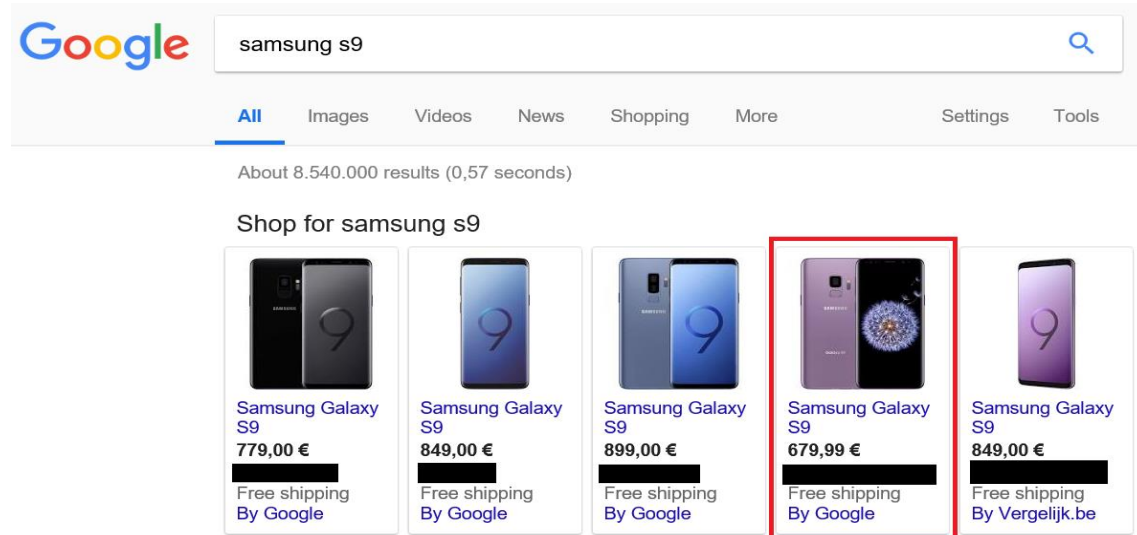 Google
samsung s9
All Images Videos News Shopping More Settings Tools
About 8.540.000 results (0,57 seconds)
Shop for samsung s9
Samsung Galaxy S9
779,00 €
Free shipping
By Google
Samsung Galaxy S9
849,00 €
Free shipping
By Google
Samsung Galaxy S9
899,00 €
Free shipping
By Google
Samsung Galaxy S9
679,99 €
Free shipping
By Google
Samsung Galaxy S9
849,00 €
Free shipping
By Vergelijk.be